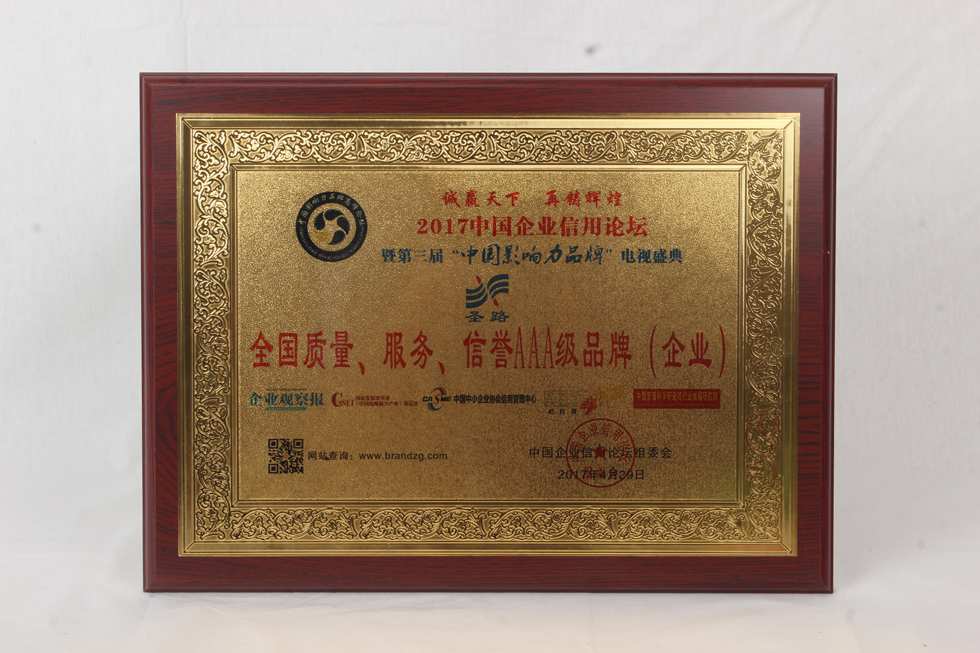 诚赢天下 再铸辉煌
2017中国企业信用论坛
暨第三届“中国影响力品牌”电视盛典
圣路
全国质量、服务、信誉AAA级品牌（企业）
企业观察报 CSNEI CASME 中国中小企业协会信用管理中心
网站查询：www.brandzg.com
中国企业信用论坛组委会
2017年4月29日